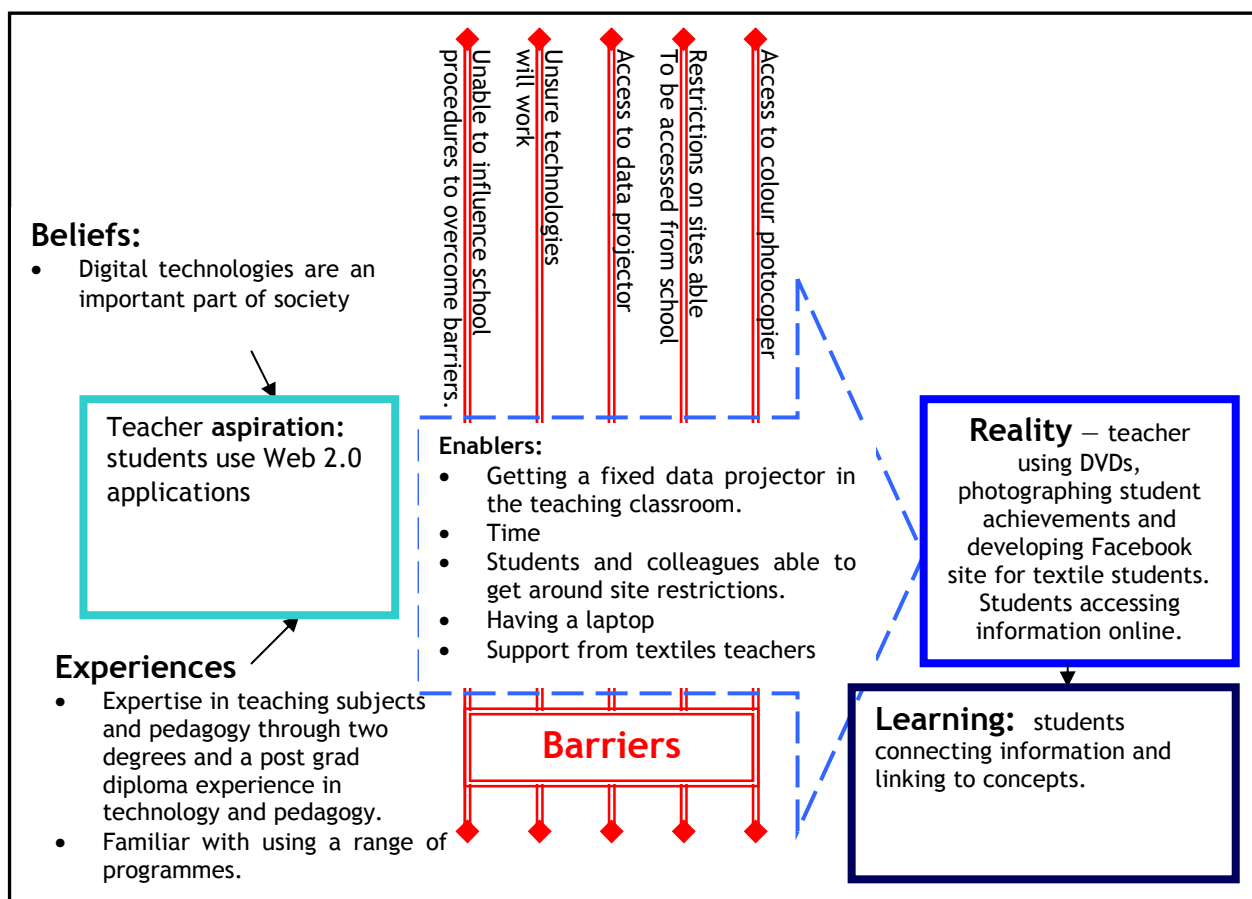 Unable to influence school
procedures to overcome barriers.
Unsure technologies
will work
Access to data projector
Restrictions on sites able
To be accessed from school
Access to colour photocopier
Beliefs:
• Digital technologies are an
important part of society
Teacher aspiration:
students use Web 2.0
applications
Experiences
• Expertise in teaching subjects
and pedagogy through two
degrees and a post grad
diploma experience in
technology and pedagogy.
• Familiar with using a range of
programmes.
Enablers:
• Getting a fixed data projector in
the teaching classroom.
• Time
• Students and colleagues able to
get around site restrictions.
• Having a laptop
• Support from textiles teachers
Barriers
Reality – teacher
using DVDs,
photographing student
achievements and
developing Facebook
site for textile students.
Students accessing
information online.
Learning: students
connecting information and
linking to concepts.